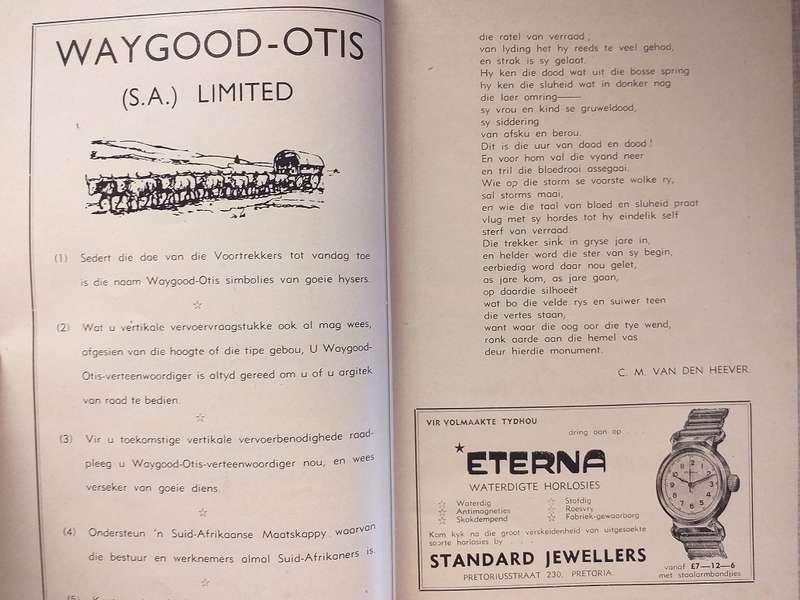 WAYGOOD-OTIS
(S.A.) LIMITED
(1) Sedert die dae van die Voortrekkers tot vandag toe
is die naam Waygood-Otis simbolies van goeie hysers.
(2) Wat u vertikale vervoervraagstukke ook al mag wees,
afgesien van die hoogte of die tipe gebou, U Waygood-
Otis-verteenwoordiger is altyd gereed om u of u argitek
van raad te bedien.
(3) Vir u toekomstige vertikale vervoerbenodighede raad-
pleeg u Waygood-Otis-verteenwoordiger nou, en wees
verseker van goeie diens.
(4) Ondersteun 'n Suid-Afrikaanse Maatskappy waarvan
die bestuur en werknemers almal Suid-Afrikaners is.
die ratel van verraad;
van lyding het hy reeds te veel gehad,
en strak is sy gelaat.
Hy ken die dood wat uit die bosse spring
hy ken die sluheid wat in donker nag
die laer omring—
sy vrou en kind se gruweldood,
sy siddering
van afsku en berou.
Dit is die uur van dood en dood!
En voor hom val die vyand neer
en tril die bloedrooi assegaai.
Wie op die storm se voorste wolke ry,
sal storms maai,
en wie die taal van bloed en sluheid praat
vlug met sy hordes tot hy eindelik self
sterf van verraad.
Die trekker sink in gryse jare in,
en helder word die ster van sy begin,
eerbiedig word daar nou gelet,
as jare kom, as jare gaan,
op daardie silhoeët
wat bo die velde rys en suiwer teen
die vertes staan,
want waar die oog oor die tye wend,
rank aarde aan die hemel vas
deur hierdie monument.
C. M. VAN DEN HEEVER
VIR VOLMAAKTE TYDHOU
dring aan op
ETERNA
WATERDIGTE HORLOSIES
Waterdig
Stofdig
Antimagneties
Roesvry
Skokdempend
Fabriek-gewaarborg
Kom kyk na die groot verskeidenheid van uitgesoekte
soorte horlosies by . . . .
STANDARD JEWELLERS
PRETORIUSSTRAAT 230, PRETORIA.
vanaf £7—12—6
met staalarmbandjes